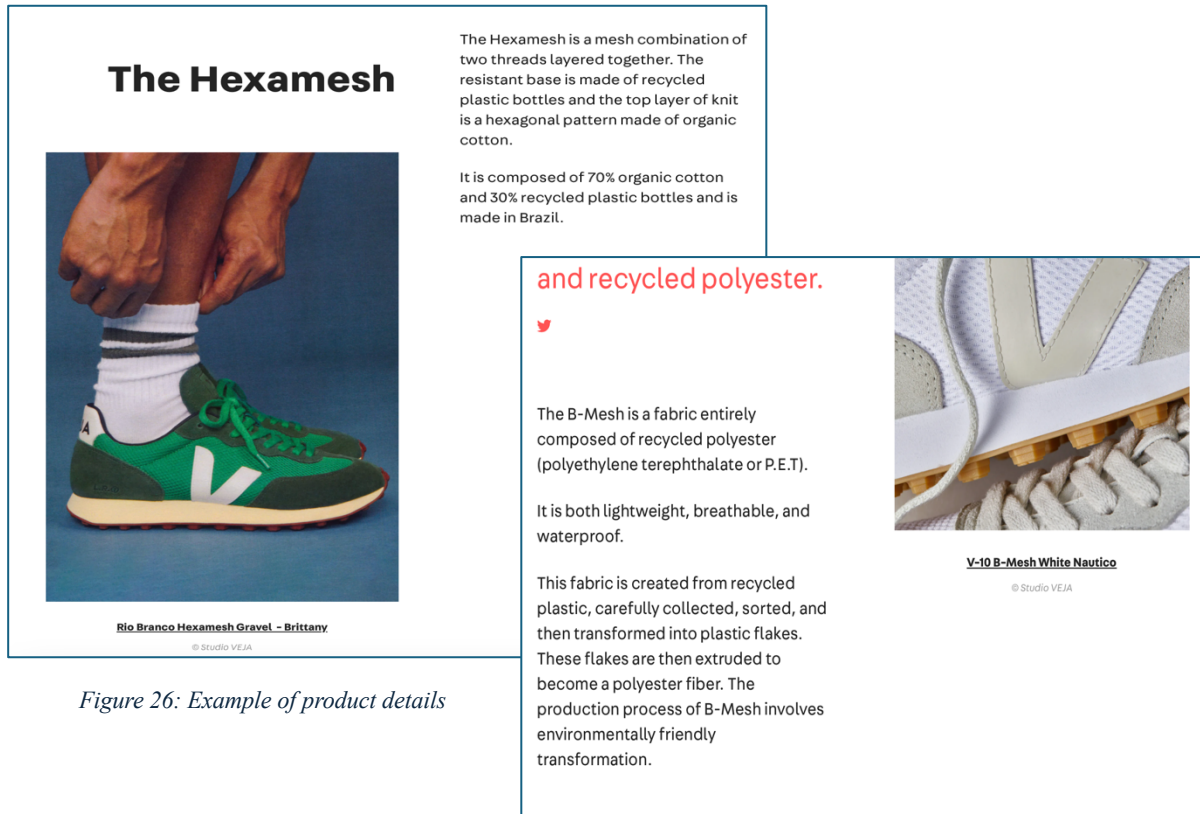 The Hexamesh
The Hexamesh is a mesh combination of
two threads layered together. The
resistant base is made of recycled
plastic bottles and the top layer of knit
is a hexagonal pattern made of organic
cotton.
It is composed of 70% organic cotton
and 30% recycled plastic bottles and is
made in Brazil.
V
Rio Branco Hexamesh Gravel - Brittany
© Studio VEJA
Figure 26: Example of product details
and recycled polyester.
The B-Mesh is a fabric entirely
composed of recycled polyester
(polyethylene terephthalate or P.E.T).
It is both lightweight, breathable, and
waterproof.
This fabric is created from recycled
plastic, carefully collected, sorted, and
then transformed into plastic flakes.
These flakes are then extruded to
become a polyester fiber. The
production process of B-Mesh involves
environmentally friendly
transformation.
V-10 B-Mesh White Nautico
© Studio VEJA